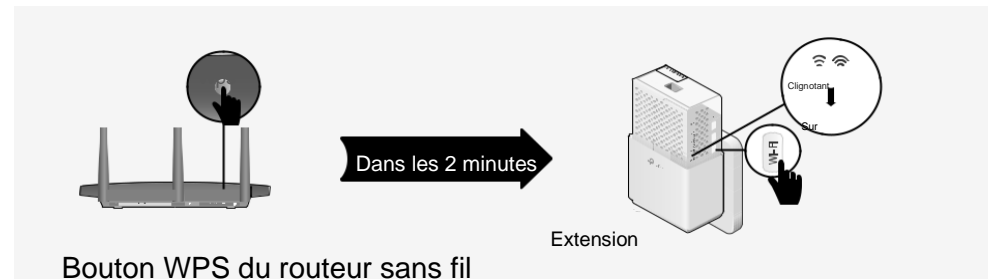 Clignotant
Sur
Wi-Fi
Dans les 2 minutes
Extension
Bouton WPS du routeur sans fil